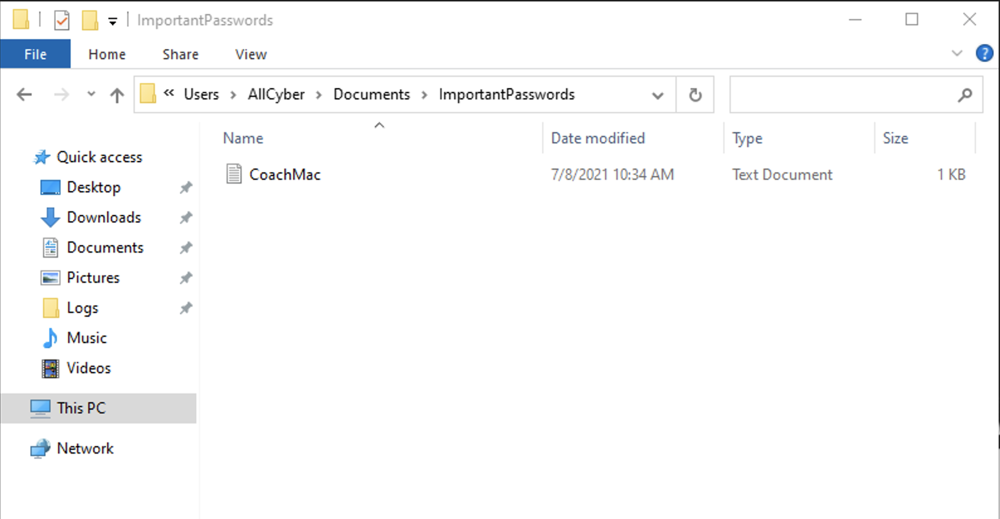 ImportantPasswords
File Home Share View
« Users › AllCyber › Documents › ImportantPasswords
Name Date modified Type Size
Quick access
CoachMac 7/8/2021 10:34 AM Text Document 1 KB
Desktop
Downloads
Documents
Pictures
Logs
Music
Videos
This PC
Network